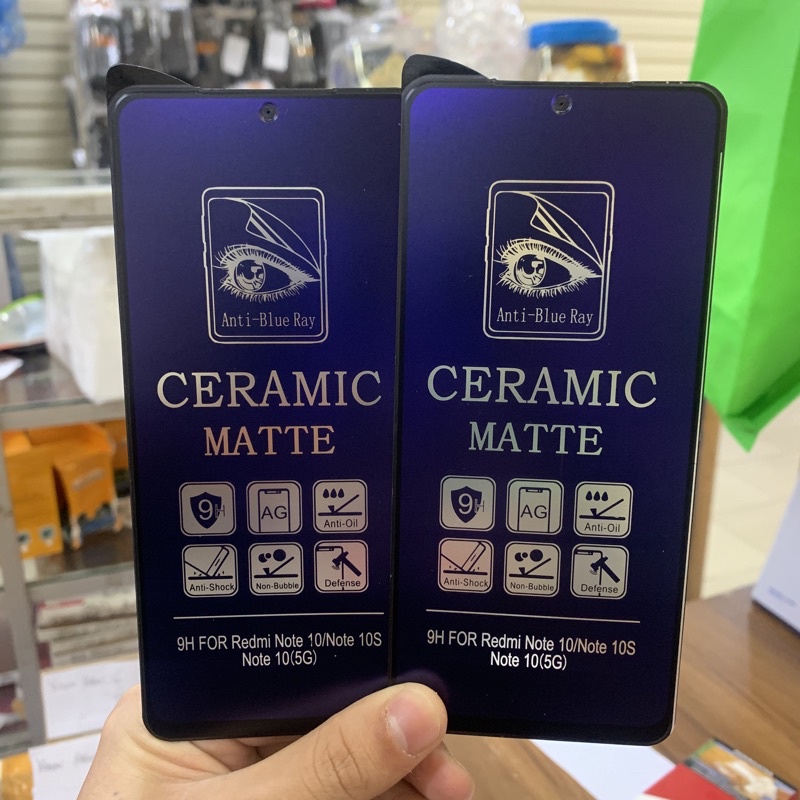 Anti-Blue Ray
CERAMIC
MATTE
9H
AG
Anti-Oil
Anti-Shock
Non-Bubble
Defense
9H FOR Redmi Note 10/Note 10S
Note 10(5G)
Anti-Blue Ray
CERAMIC
MATTE
9H
AG
Anti-Oil
Anti-Shock
Non-Bubble
Defense
9H FOR Redmi Note 10/Note 10S
Note 10(5G)